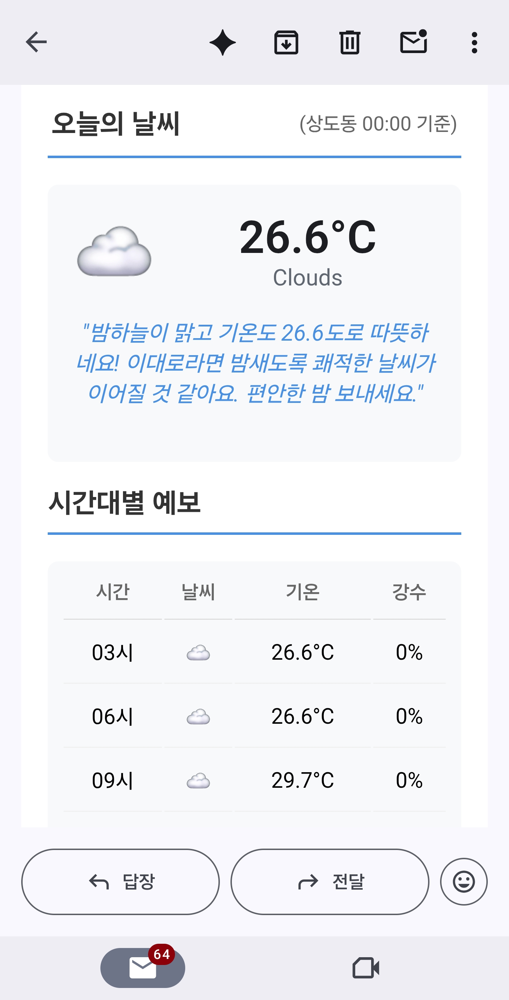 오늘의 날씨
(상도동 00:00 기준)
26.6°C
Clouds
"밤하늘이 맑고 기온도 26.6도로 따뜻하
네요! 이대로라면 밤새도록 쾌적한 날씨가
이어질 것 같아요. 편안한 밤 보내세요."
시간대별 예보
시간 날씨 기온 강수
03시 26.6°C 0%
06시 26.6°C 0%
09시 29.7°C 0%
답장 전달
64